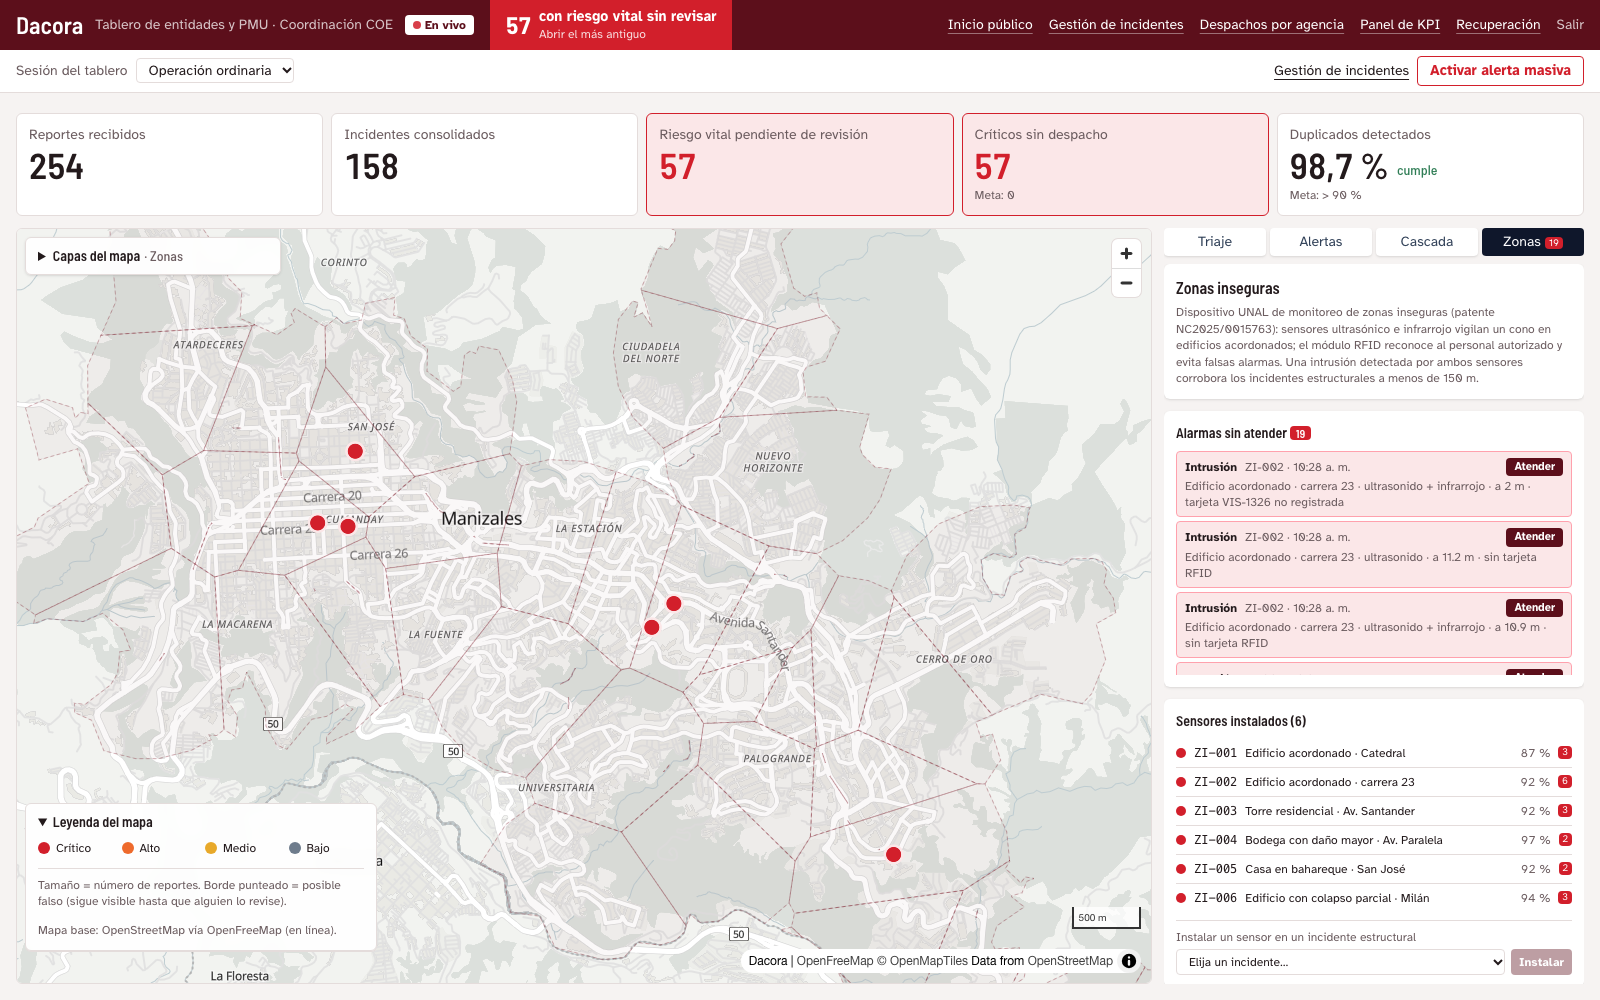 Dacora
Tablero de entidades y PMU · Coordinación COE
En vivo
57
con riesgo vital sin revisar
Abrir el más antiguo
Inicio público
Gestión de incidentes
Despachos por agencia
Panel de KPI
Recuperación
Salir
Sesión del tablero
Operación ordinaria
Gestión de incidentes
Activar alerta masiva
Reportes recibidos
254
Incidentes consolidados
158
Riesgo vital pendiente de revisión
57
Críticos sin despacho
57
Meta: 0
Duplicados detectados
98,7 % cumple
Meta: > 90 %
Capas del mapa · Zonas
CORINTO
ATARDECERES
CIUDADELA
DEL NORTE
SAN JOSÉ
NUEVO
HORIZONTE
Carrera 20
Manizales
Carrera 26
LA ESTACIÓN
LA MACARENA
LA FUENTE
Avenida Santander
CERRO DE ORO
50
50
PALOGRANDE
UNIVERSITARIA
50
La Floresta
+
−
Leyenda del mapa
Crítico
Alto
Medio
Bajo
Tamaño = número de reportes. Borde punteado = posible
falso (sigue visible hasta que alguien lo revise).
Mapa base: OpenStreetMap vía OpenFreeMap (en línea).
500 m
Dacora | OpenFreeMap © OpenMapTiles Data from OpenStreetMap
Triaje
Alertas
Cascada
Zonas 19
Zonas inseguras
Dispositivo UNAL de monitoreo de zonas inseguras (patente
NC2025/0015763): sensores ultrasónico e infrarrojo vigilan un cono en
edificios acordonados; el módulo RFID reconoce al personal autorizado y
evita falsas alarmas. Una intrusión detectada por ambos sensores
corrobora los incidentes estructurales a menos de 150 m.
Alarmas sin atender 19
Intrusión ZI-002 · 10:28 a. m.
Atender
Edificio acordonado · carrera 23 · ultrasonido + infrarrojo · a 2 m ·
tarjeta VIS-1326 no registrada
Intrusión ZI-002 · 10:28 a. m.
Atender
Edificio acordonado · carrera 23 · ultrasonido · a 11.2 m · sin tarjeta
RFID
Intrusión ZI-002 · 10:28 a. m.
Atender
Edificio acordonado · carrera 23 · ultrasonido + infrarrojo · a 10.9 m ·
sin tarjeta RFID
Sensores instalados (6)
ZI-001 Edificio acordonado · Catedral 87 % 3
ZI-002 Edificio acordonado · carrera 23 92 % 6
ZI-003 Torre residencial · Av. Santander 92 % 3
ZI-004 Bodega con daño mayor · Av. Paralela 97 % 2
ZI-005 Casa en bahareque · San José 92 % 2
ZI-006 Edificio con colapso parcial · Milán 94 % 3
Instalar un sensor en un incidente estructural
Elija un incidente…
Instalar